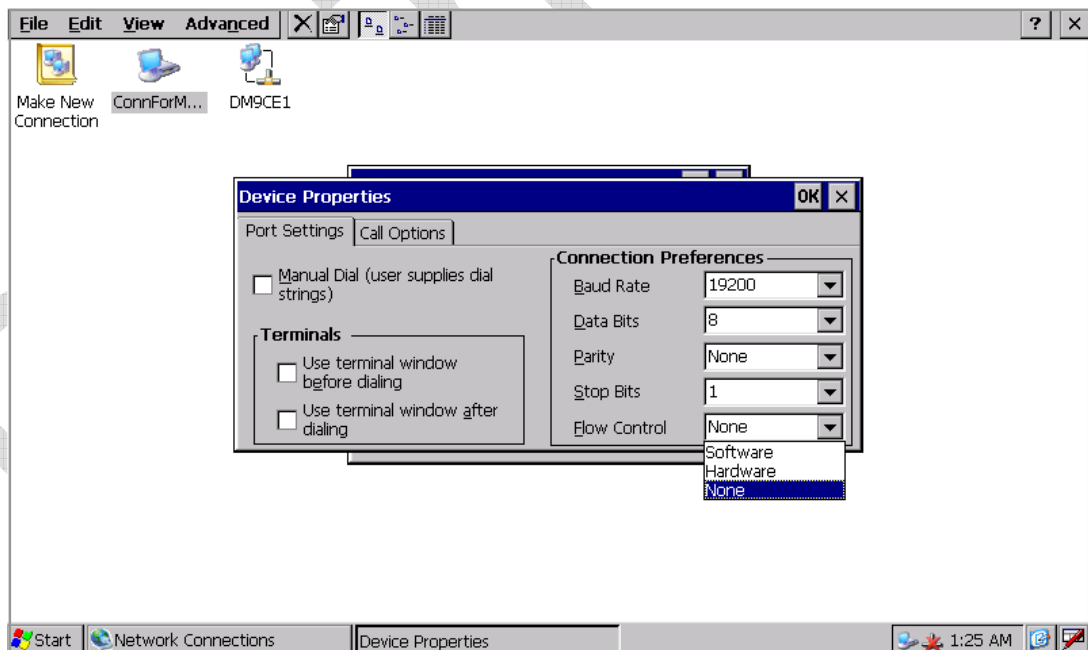 File Edit View Advanced ?
Make New Connection
ConnForM...
DM9CE1
Device Properties OK
Port Settings Call Options
Manual Dial (user supplies dial
strings)
Terminals
Use terminal window
before dialing
Use terminal window after
dialing
Connection Preferences
Baud Rate 19200
Data Bits 8
Parity None
Stop Bits 1
Flow Control None
Software
Hardware
None
Start Network Connections Device Properties 1:25 AM